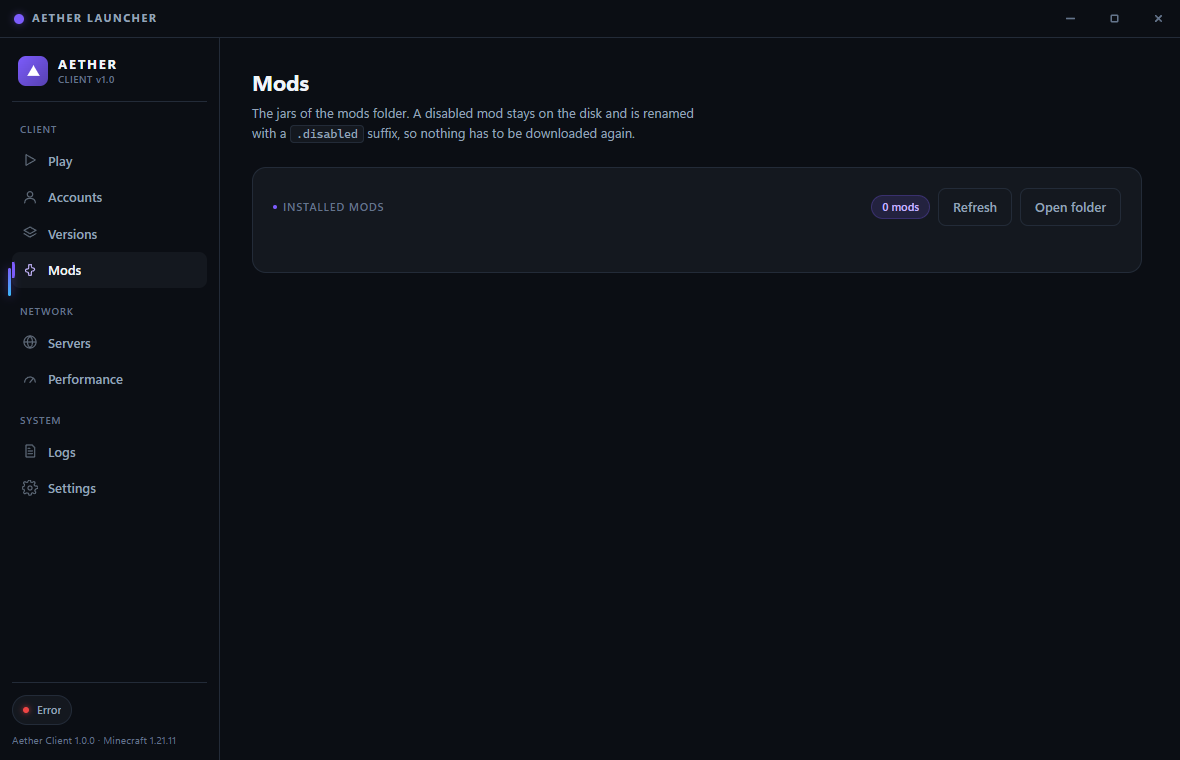 AETHER LAUNCHER
AETHER
CLIENT v1.0
CLIENT
Play
Accounts
Versions
Mods
NETWORK
Servers
Performance
SYSTEM
Logs
Settings
Error
Aether Client 1.0.0 · Minecraft 1.21.11
Mods
The jars of the mods folder. A disabled mod stays on the disk and is renamed
with a .disabled suffix, so nothing has to be downloaded again.
INSTALLED MODS
0 mods
Refresh
Open folder